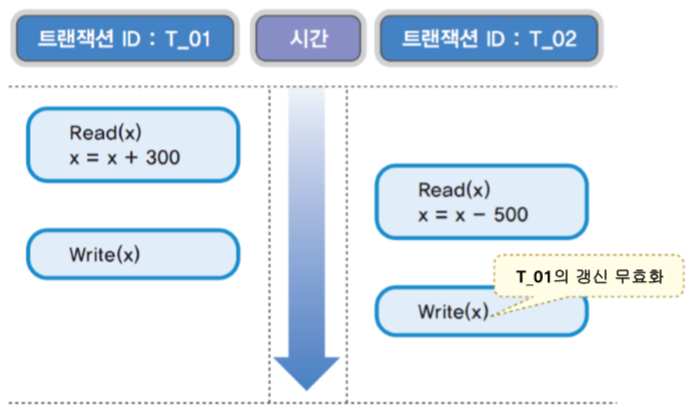 트랜잭션 ID : T_01
시간
트랜잭션 ID : T_02
Read(x)
x = x + 300
Read(x)
x = x - 500
Write(x)
T_01의 갱신 무효화
Write(x)